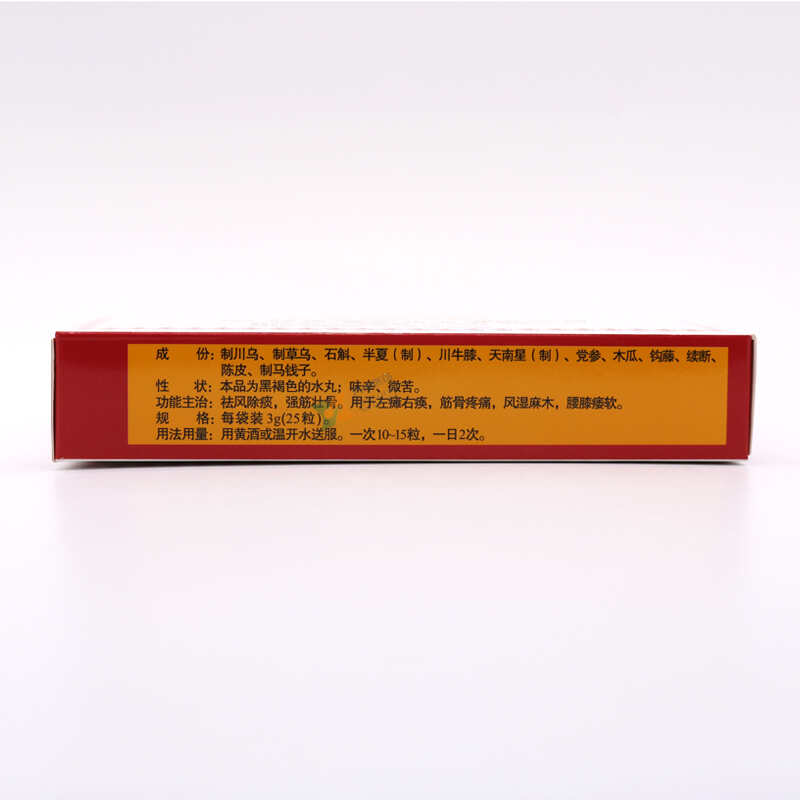 成 份：制川乌、制草乌、石斛、半夏（制）、川牛膝、天南星（制）、党参、木瓜、钩藤、续断、
陈皮、制马钱子。
性 状：本品为黑褐色的水丸；味辛、微苦。
功能主治：祛风除痰，强筋壮骨。用于左瘫右痪，筋骨疼痛，风湿麻木，腰膝痿软。
规 格：每袋装3g(25粒)
用法用量：用黄酒或温开水送服。一次10~15粒，一日2次。